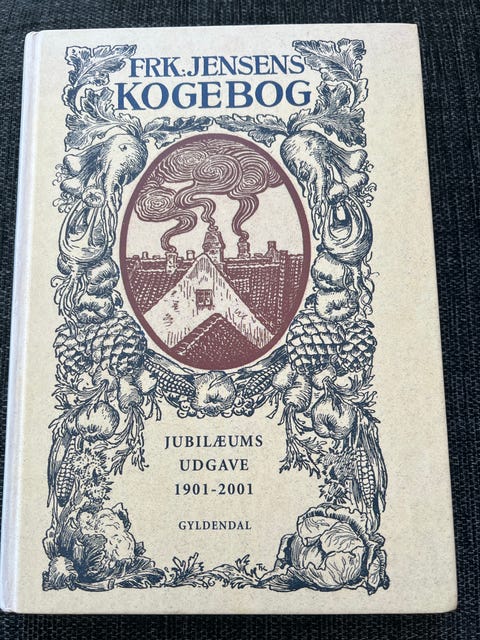 FRK. JENSENS
KOGEBOG
JUBILÆUMS
UDGAVE
1901-2001
GYLDENDAL